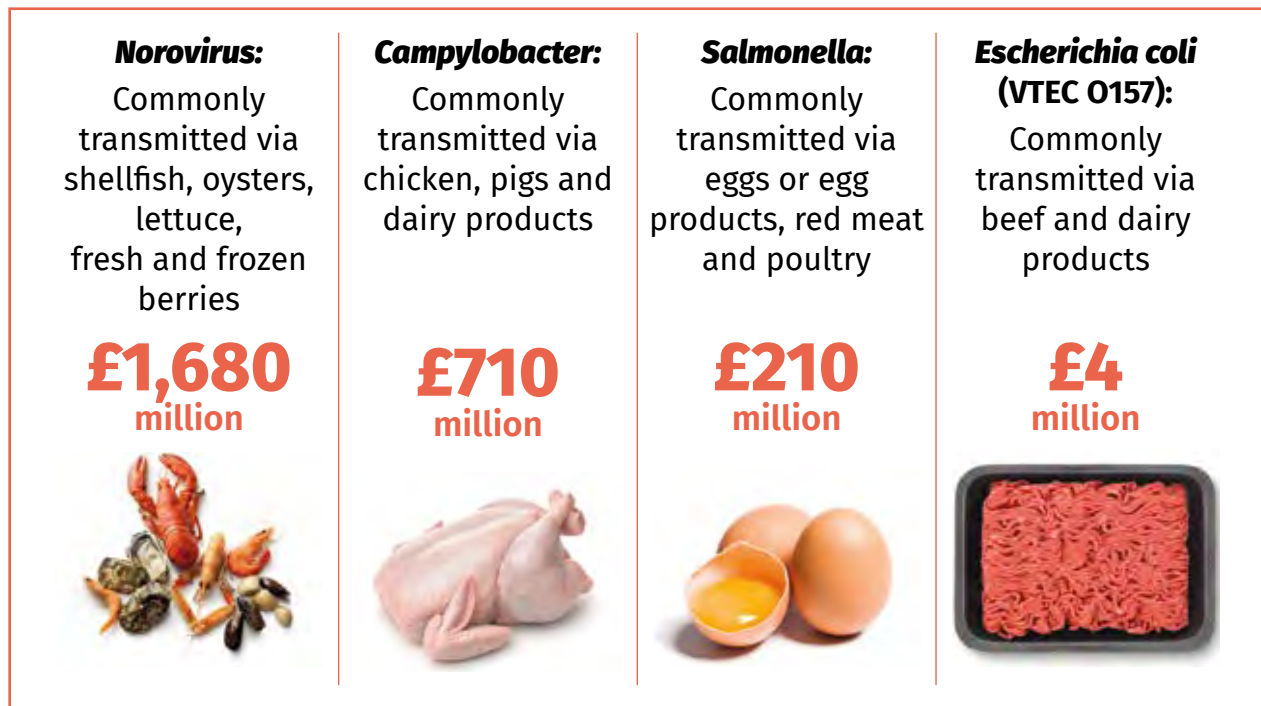 Norovirus:
Commonly
transmitted via
shellfish, oysters,
lettuce,
fresh and frozen
berries
£1,680
million
Campylobacter:
Commonly
transmitted via
chicken, pigs and
dairy products
£710
million
Salmonella:
Commonly
transmitted via
eggs or egg
products, red meat
and poultry
£210
million
Escherichia coli
(VTEC O157):
Commonly
transmitted via
beef and dairy
products
£4
million